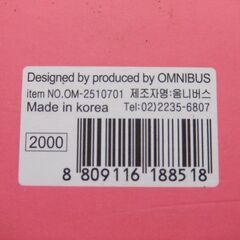 Designed by produced by OMNIBUS
item NO.OM-2510701 제조자명:옴니버스
Made in korea Tel:02)2235-6807
2000
8 809116 188518